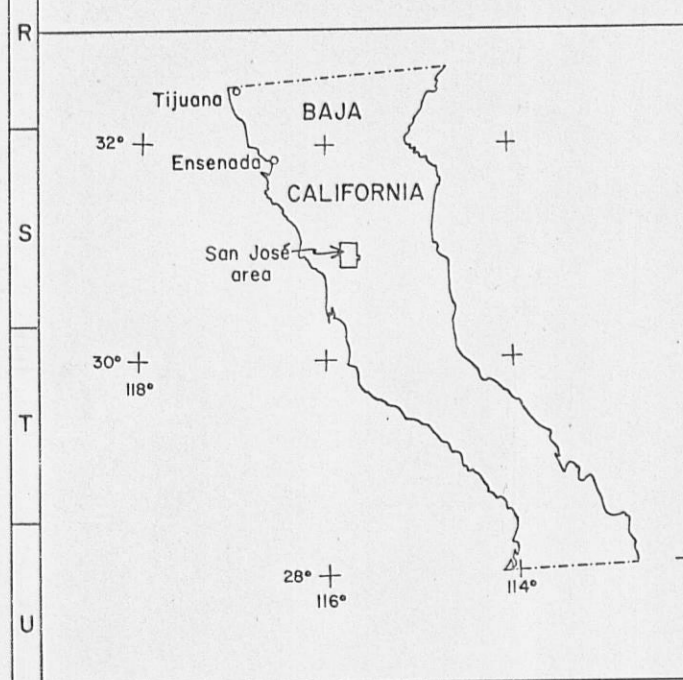 R
Tijuana
BAJA
32°
Ensenada
CALIFORNIA
S
San José
area
30°
118°
T
28°
116°
114°
U